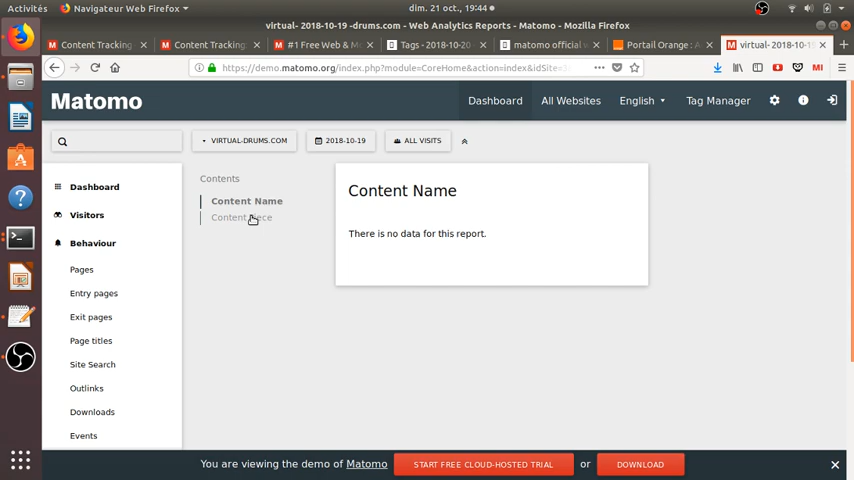 Activités
Navigateur Web Firefox
dim. 21 oct., 19:44
virtual- 2018-10-19 -drums.com - Web Analytics Reports - Matomo - Mozilla Firefox
Content Tracking
Content Tracking:
#1 Free Web & M
Tags - 2018-10-20
matomo official w
Portail Orange : A
virtual- 2018-10-19
https://demo.matomo.org/index.php?module=CoreHome&action=index&idSite=
Matomo
Dashboard
All Websites
English
Tag Manager
VIRTUAL-DRUMS.COM
2018-10-19
ALL VISITS
Dashboard
Visitors
Behaviour
Pages
Entry pages
Exit pages
Page titles
Site Search
Outlinks
Downloads
Events
Contents
Content Name
Content
Content Name
There is no data for this report.
You are viewing the demo of Matomo
START FREE CLOUD-HOSTED TRIAL
or
DOWNLOAD